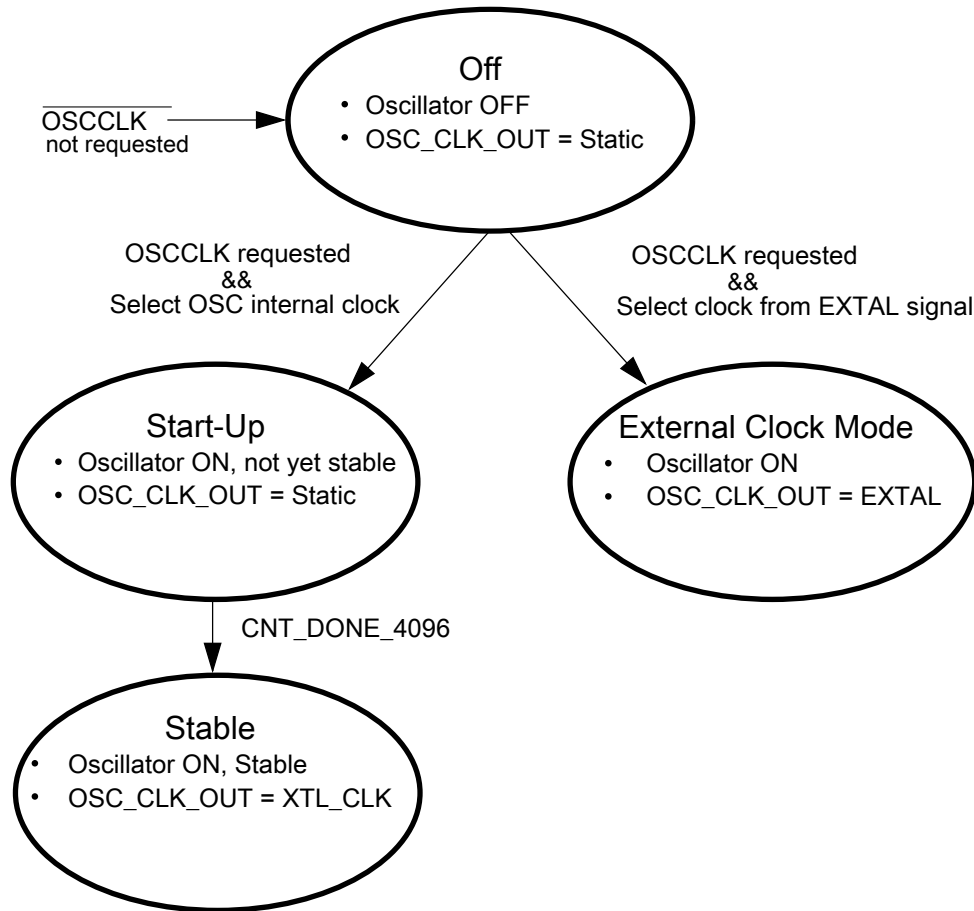 Off
• Oscillator OFF
• OSC_CLK_OUT = Static
OSCCLK
not requested
OSCCLK requested
&&
Select OSC internal clock
OSCCLK requested
&&
Select clock from EXTAL signal
Start-Up
• Oscillator ON, not yet stable
• OSC_CLK_OUT = Static
External Clock Mode
• Oscillator ON
• OSC_CLK_OUT = EXTAL
CNT_DONE_4096
Stable
• Oscillator ON, Stable
• OSC_CLK_OUT = XTL_CLK